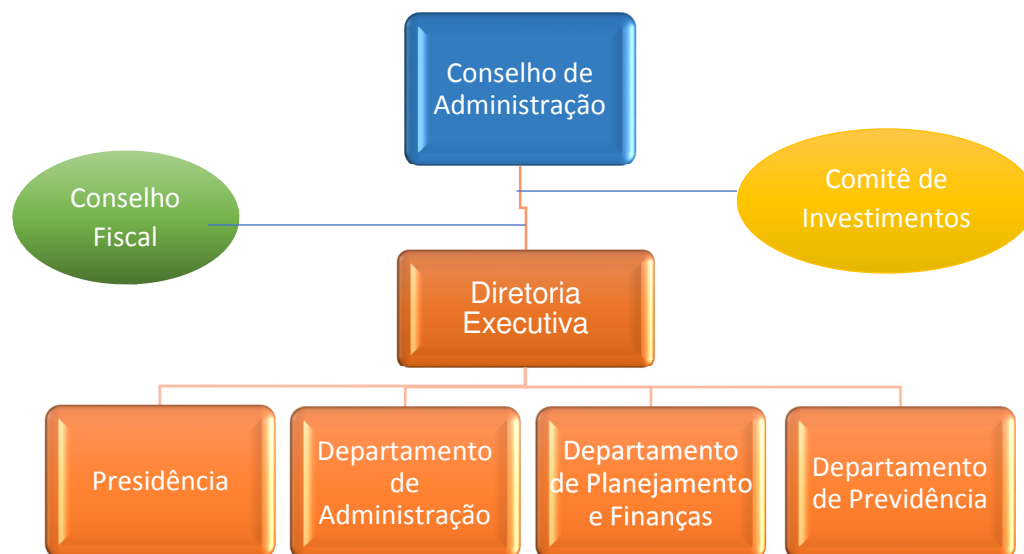 Conselho de
Administração
Conselho
Fiscal
Comitê de
Investimentos
Diretoria
Executiva
Presidência
Departamento
de
Administração
Departamento
de Planejamento
e Finanças
Departamento
de Previdência